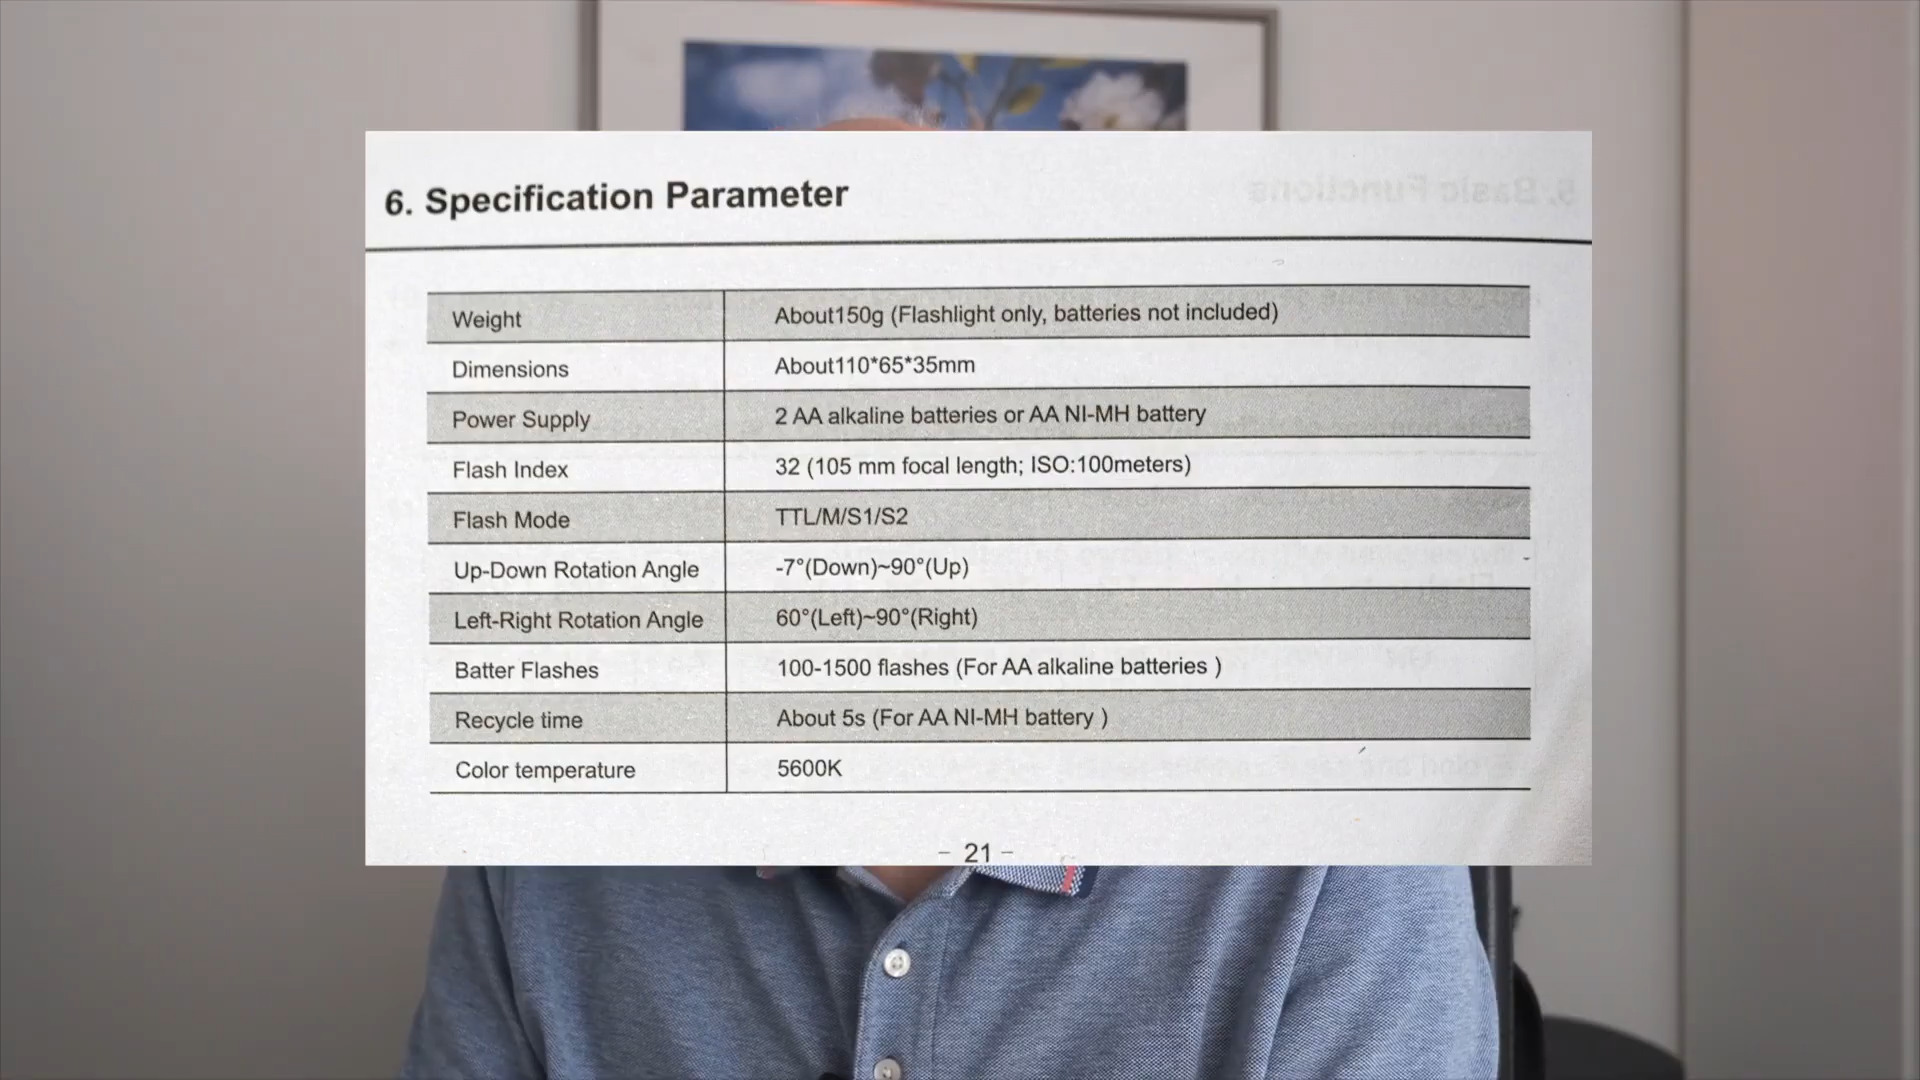 6. Specification Parameter
5. Basic Functions
Weight About150g (Flashlight only, batteries not included)
Dimensions About110*65*35mm
Power Supply 2 AA alkaline batteries or AA NI-MH battery
Flash Index 32 (105 mm focal length; ISO:100meters)
Flash Mode TTL/M/S1/S2
Up-Down Rotation Angle -7°(Down)~90°(Up)
Left-Right Rotation Angle 60°(Left)~90°(Right)
Batter Flashes 100-1500 flashes (For AA alkaline batteries )
Recycle time About 5s (For AA NI-MH battery )
Color temperature 5600K
- 21 -